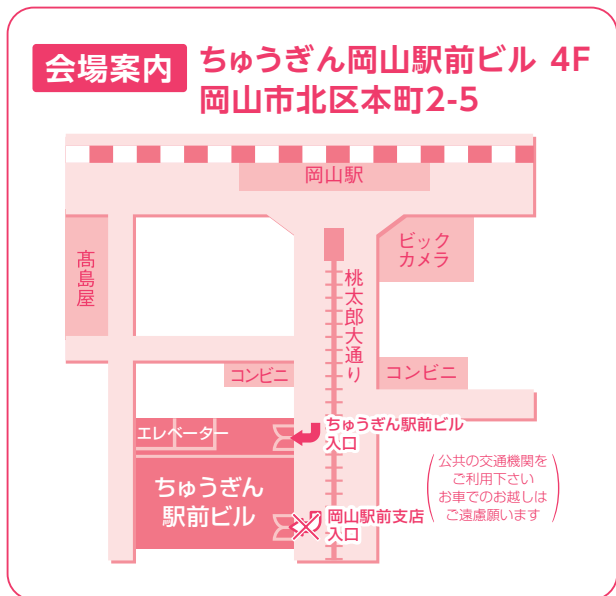 会場案内
ちゅうぎん岡山駅前ビル 4F
岡山市北区本町2-5
岡山駅
髙島屋
ビック
カメラ
桃太郎大通り
コンビニ
コンビニ
エレベーター
ちゅうぎん駅前ビル
入口
ちゅうぎん
駅前ビル
岡山駅前支店
入口
公共の交通機関を
ご利用下さい
お車でのお越しは
ご遠慮願います